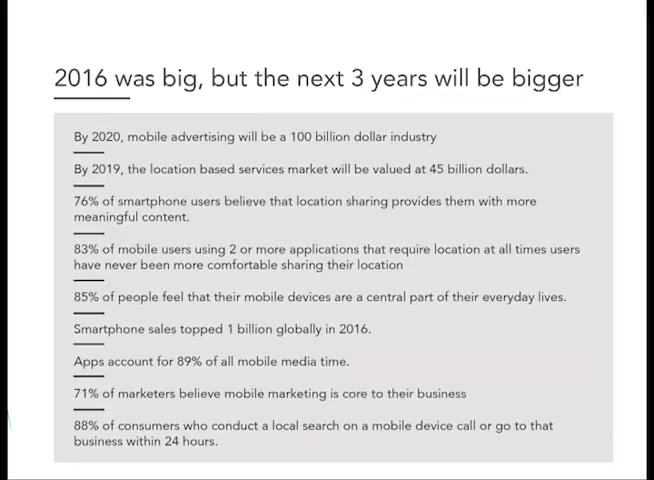 2016 was big, but the next 3 years will be bigger
By 2020, mobile advertising will be a 100 billion dollar industry
By 2019, the location based services market will be valued at 45 billion dollars.
76% of smartphone users believe that location sharing provides them with more
meaningful content.
83% of mobile users using 2 or more applications that require location at all times users
have never been more comfortable sharing their location
85% of people feel that their mobile devices are a central part of their everyday lives.
Smartphone sales topped 1 billion globally in 2016.
Apps account for 89% of all mobile media time.
71% of marketers believe mobile marketing is core to their business
88% of consumers who conduct a local search on a mobile device call or go to that
business within 24 hours.